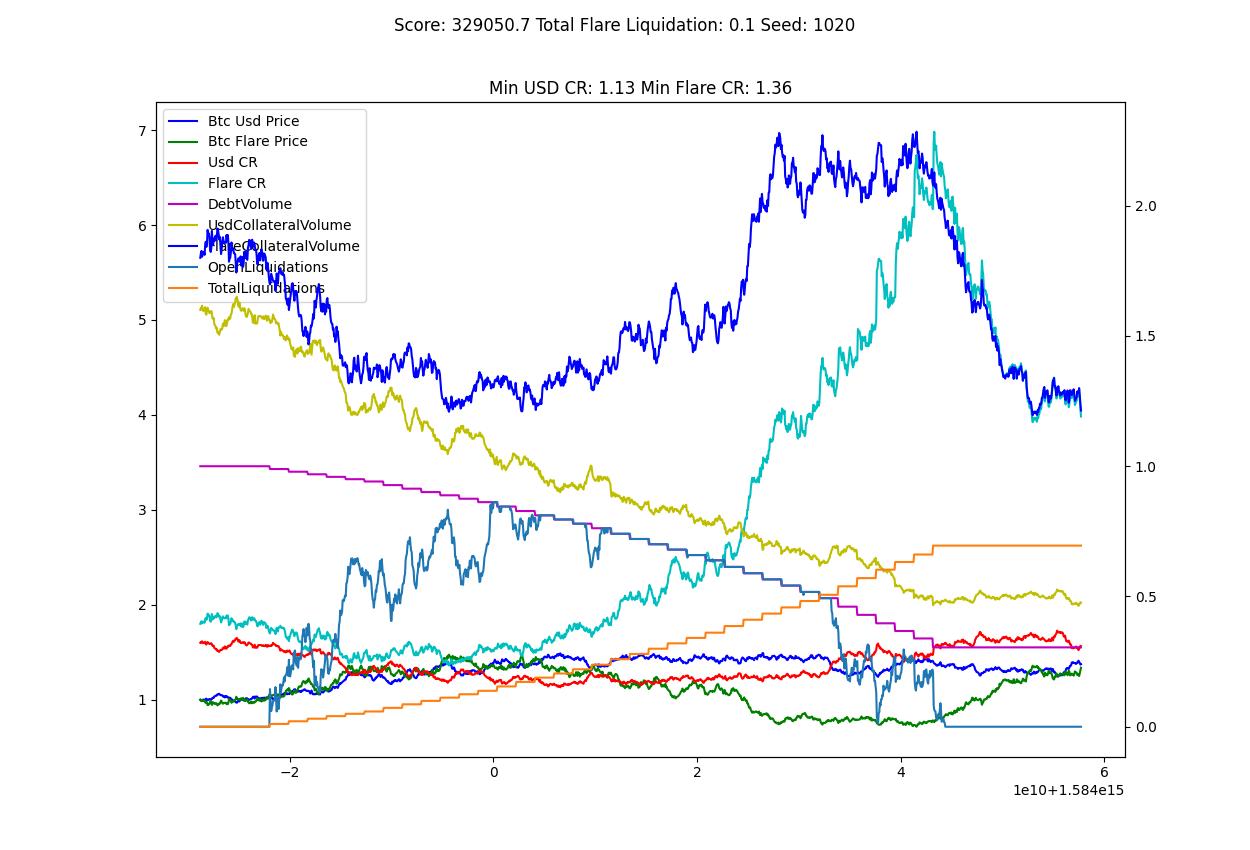 Score: 329050.7 Total Flare Liquidation: 0.1 Seed: 1020
Min USD CR: 1.13 Min Flare CR: 1.36
Btc Usd Price
Btc Flare Price
Usd CR
Flare CR
DebtVolume
UsdCollateralVolume
FlareCollateralVolume
OpenLiquidations
TotalLiquidations
7
6
5
4
3
2
1
2.0
1.5
1.0
0.5
0.0
−2
0
2
4
6
1e10+1.584e15